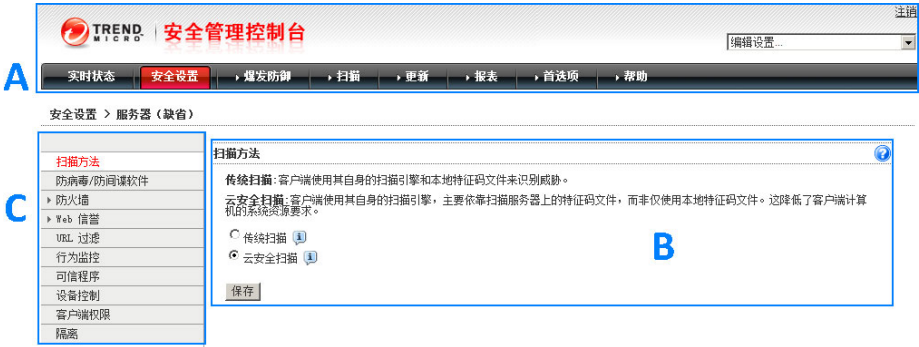 注销
TREND MICRO 安全管理控制台
编辑设置...
A
实时状态 安全设置 爆发防御 扫描 更新 报表 首选项 帮助
安全设置 > 服务器（缺省）
C
扫描方法
防病毒/防间谍软件
防火墙
Web 信誉
URL 过滤
行为监控
可信程序
设备控制
客户端权限
隔离
扫描方法
传统扫描:客户端使用其自身的扫描引擎和本地特征码文件来识别威胁。
云安全扫描:客户端使用其自身的扫描引擎，主要依靠扫描服务器上的特征码文件，而非仅使用本地特征码文件。这降低了客户端计算
机的系统资源要求。
传统扫描
云安全扫描
B
保存